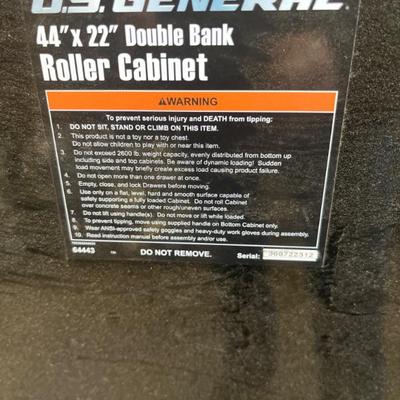 U.S. GENERAL
44" x 22" Double Bank
Roller Cabinet
⚠WARNING
To prevent serious injury and DEATH from tipping:
1. DO NOT SIT, STAND OR CLIMB ON THIS ITEM.
2. This product is not a toy nor a toy chest.
Do not allow children to play with or near this item.
3. Do not exceed 2600 lb. weight capacity, evenly distributed from bottom up
including side and top cabinets. Be aware of dynamic loading! Sudden
load movement may briefly create excess load causing product failure.
4. Do not open more than one drawer at once.
5. Empty, close, and lock Drawers before moving.
6. Use only on a flat, level, hard and smooth surface capable of
safely supporting a fully loaded Cabinet. Do not roll Cabinet
over concrete seams or other rough/uneven surfaces.
7. Do not lift using handle(s). Do not move or lift while loaded.
8. To prevent tipping, move using supplied handle on Bottom Cabinet only.
9. Wear ANSI-approved safety goggles and heavy-duty work gloves during assembly.
10. Read instruction manual before assembly and/or use.
64443
DO NOT REMOVE.
Serial: 360722312